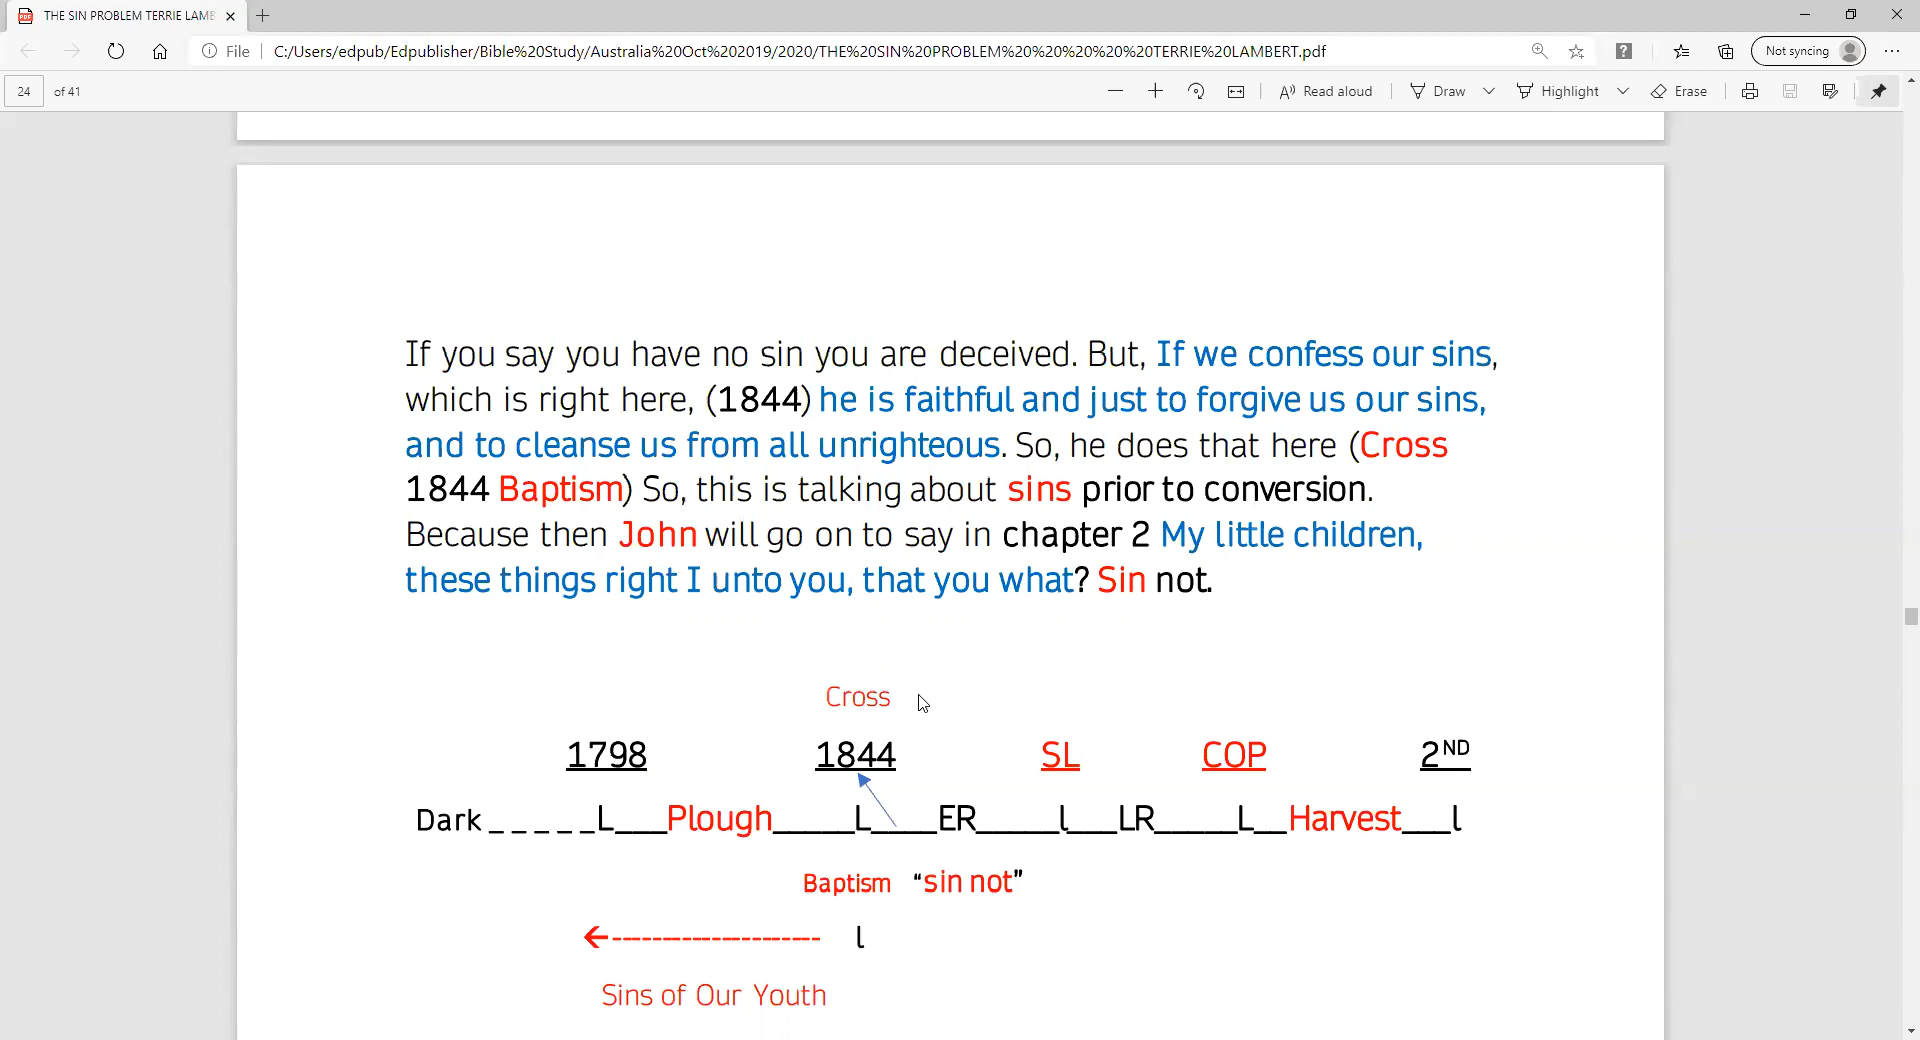 THE SIN PROBLEM TERRIE LAMB
File
C:/Users/edpub/Edpublisher/Bible%20Study/Australia%20Oct%202019/2020/THE%20SIN%20PROBLEM%20%20%20%20%20TERRIE%20LAMBERT.pdf
Not syncing
24 of 41
Read aloud
Draw
Highlight
Erase
If you say you have no sin you are deceived. But, If we confess our sins,
which is right here, (1844) he is faithful and just to forgive us our sins,
and to cleanse us from all unrighteous. So, he does that here (Cross
1844 Baptism) So, this is talking about sins prior to conversion.
Because then John will go on to say in chapter 2 My little children,
these things right I unto you, that you what? Sin not.
Cross
1798 1844 SL COP 2ND
Dark _ _ _ _ _L___Plough_____L____ER_____l___LR_____L__Harvest___l
Baptism “sin not”
←--------------------- l
Sins of Our Youth